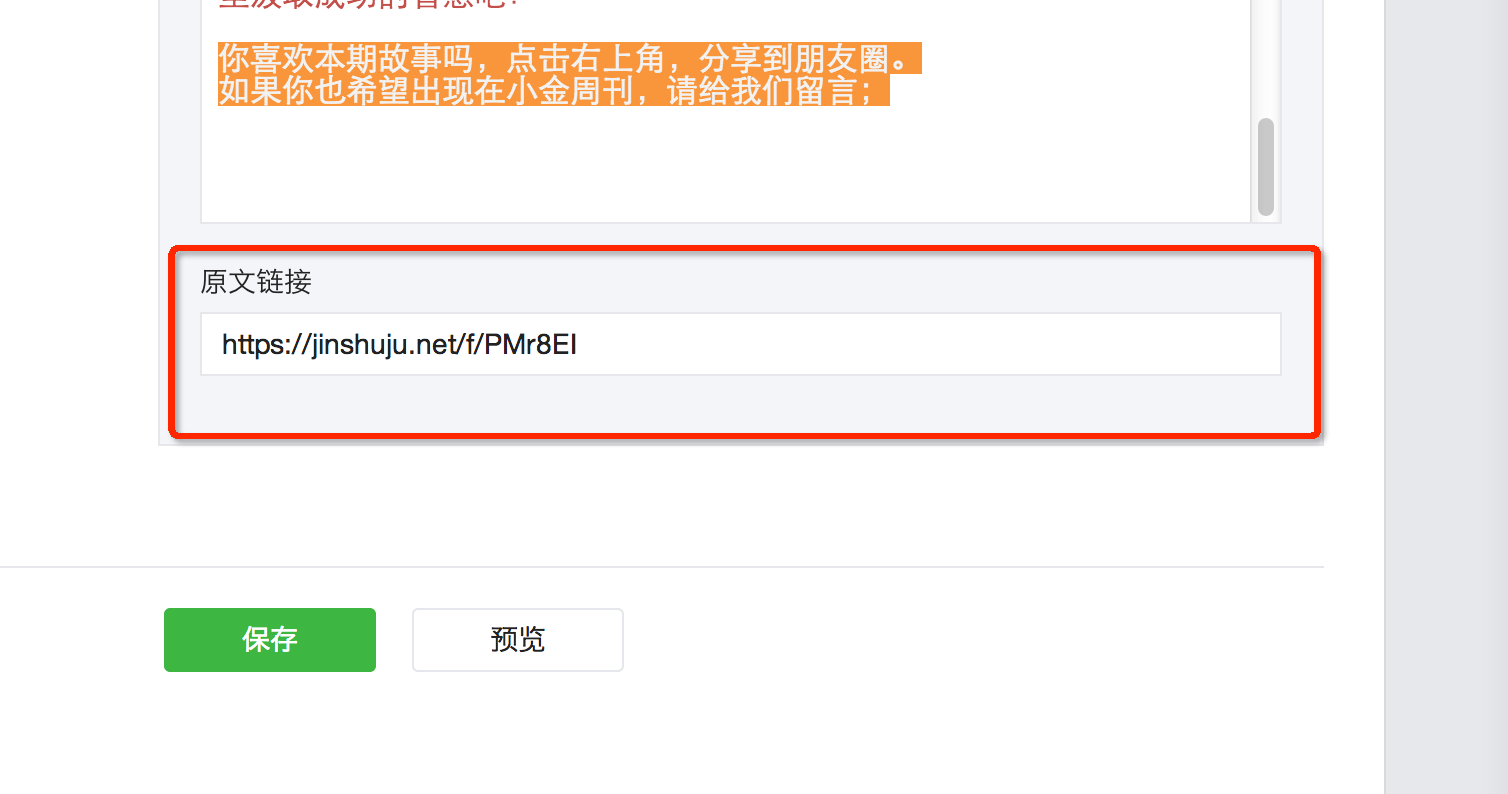 你喜欢本期故事吗，点击右上角，分享到朋友圈。
如果你也希望出现在小金周刊，请给我们留言；
原文链接
https://jinshuju.net/f/PMr8EI
保存
预览